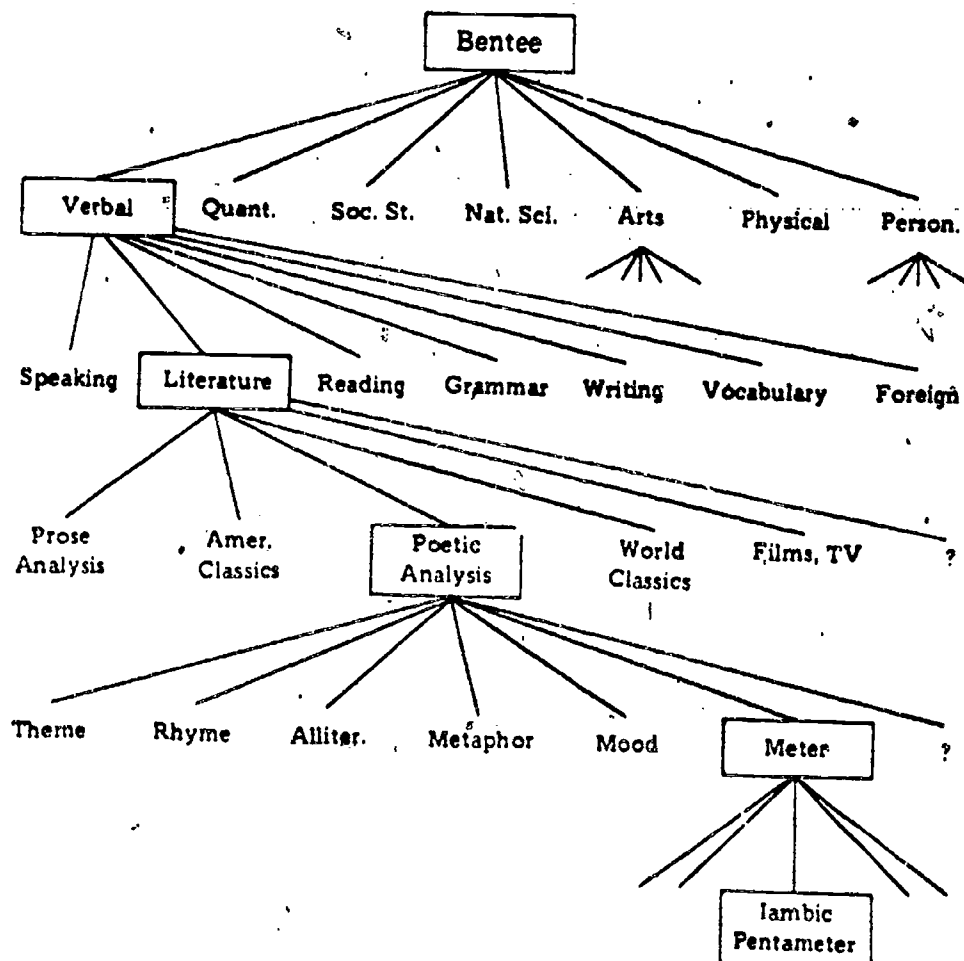 Bentee
Verbal Quant. Soc. St. Nat. Sci. Arts Physical Person.
Speaking Literature Reading Grammar Writing Vocabulary Foreign
Prose Analysis Amer. Classics Poetic Analysis World Classics Films, TV ?
Theme Rhyme Alliter. Metaphor Mood Meter ?
Iambic
Pentameter